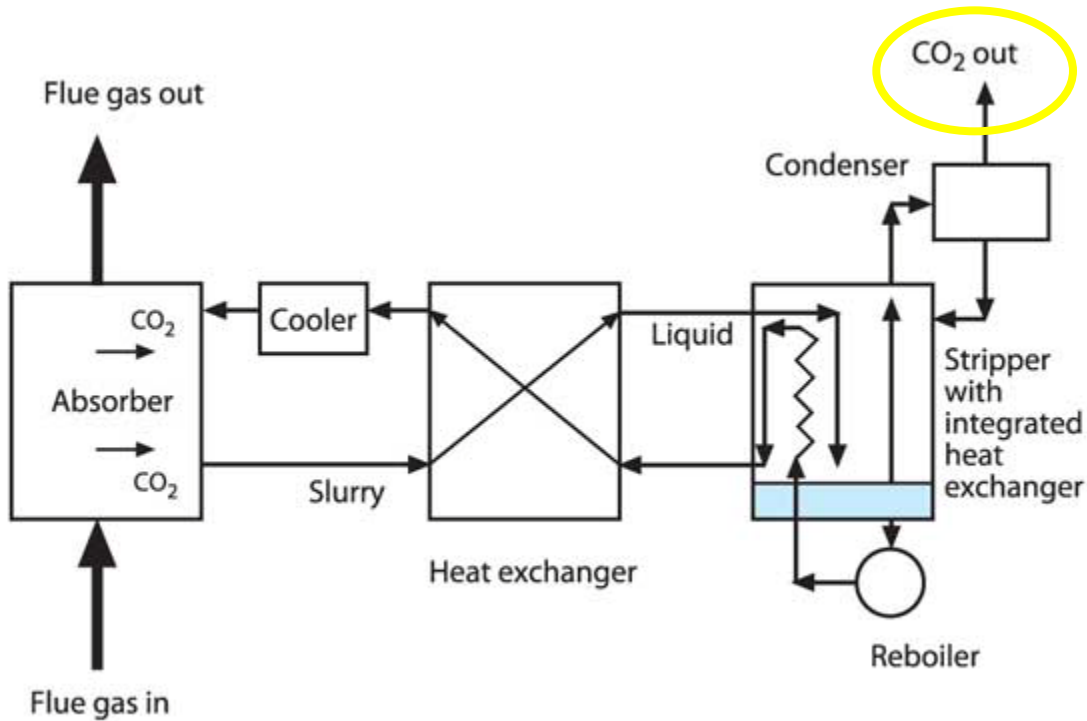 CO₂ out
Flue gas out
Condenser
CO₂
Cooler
Liquid
Absorber
Stripper
with
integrated
heat
exchanger
CO₂
Slurry
Heat exchanger
Reboiler
Flue gas in